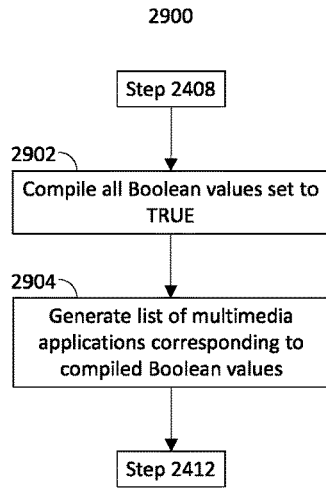 2900
Step 2408
2902
Compile all Boolean values set to
TRUE
2904
Generate list of multimedia
applications corresponding to
compiled Boolean values
Step 2412